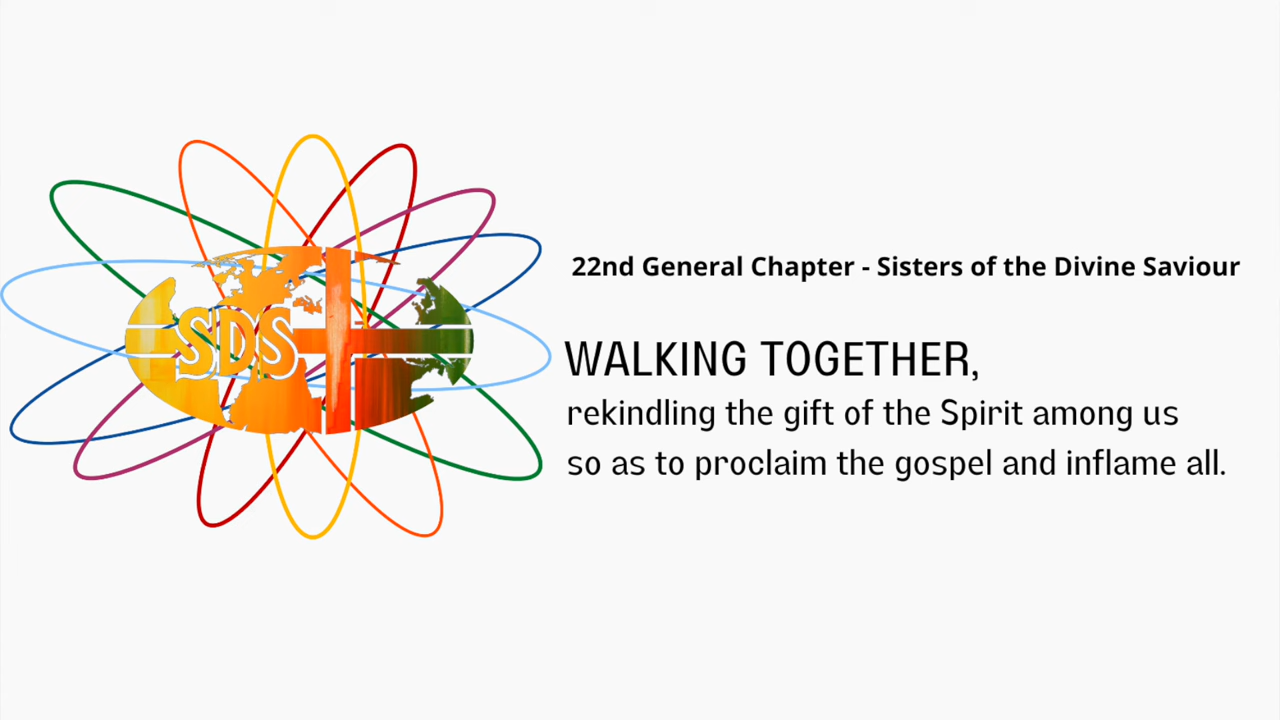 SDS
22nd General Chapter - Sisters of the Divine Saviour
WALKING TOGETHER,
rekindling the gift of the Spirit among us
so as to proclaim the gospel and inflame all.